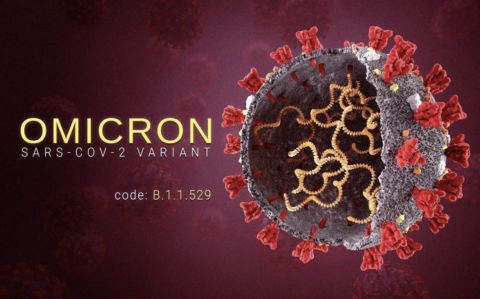 OMICRON
SARS-COV-2 VARIANT
code: B.1.1.529